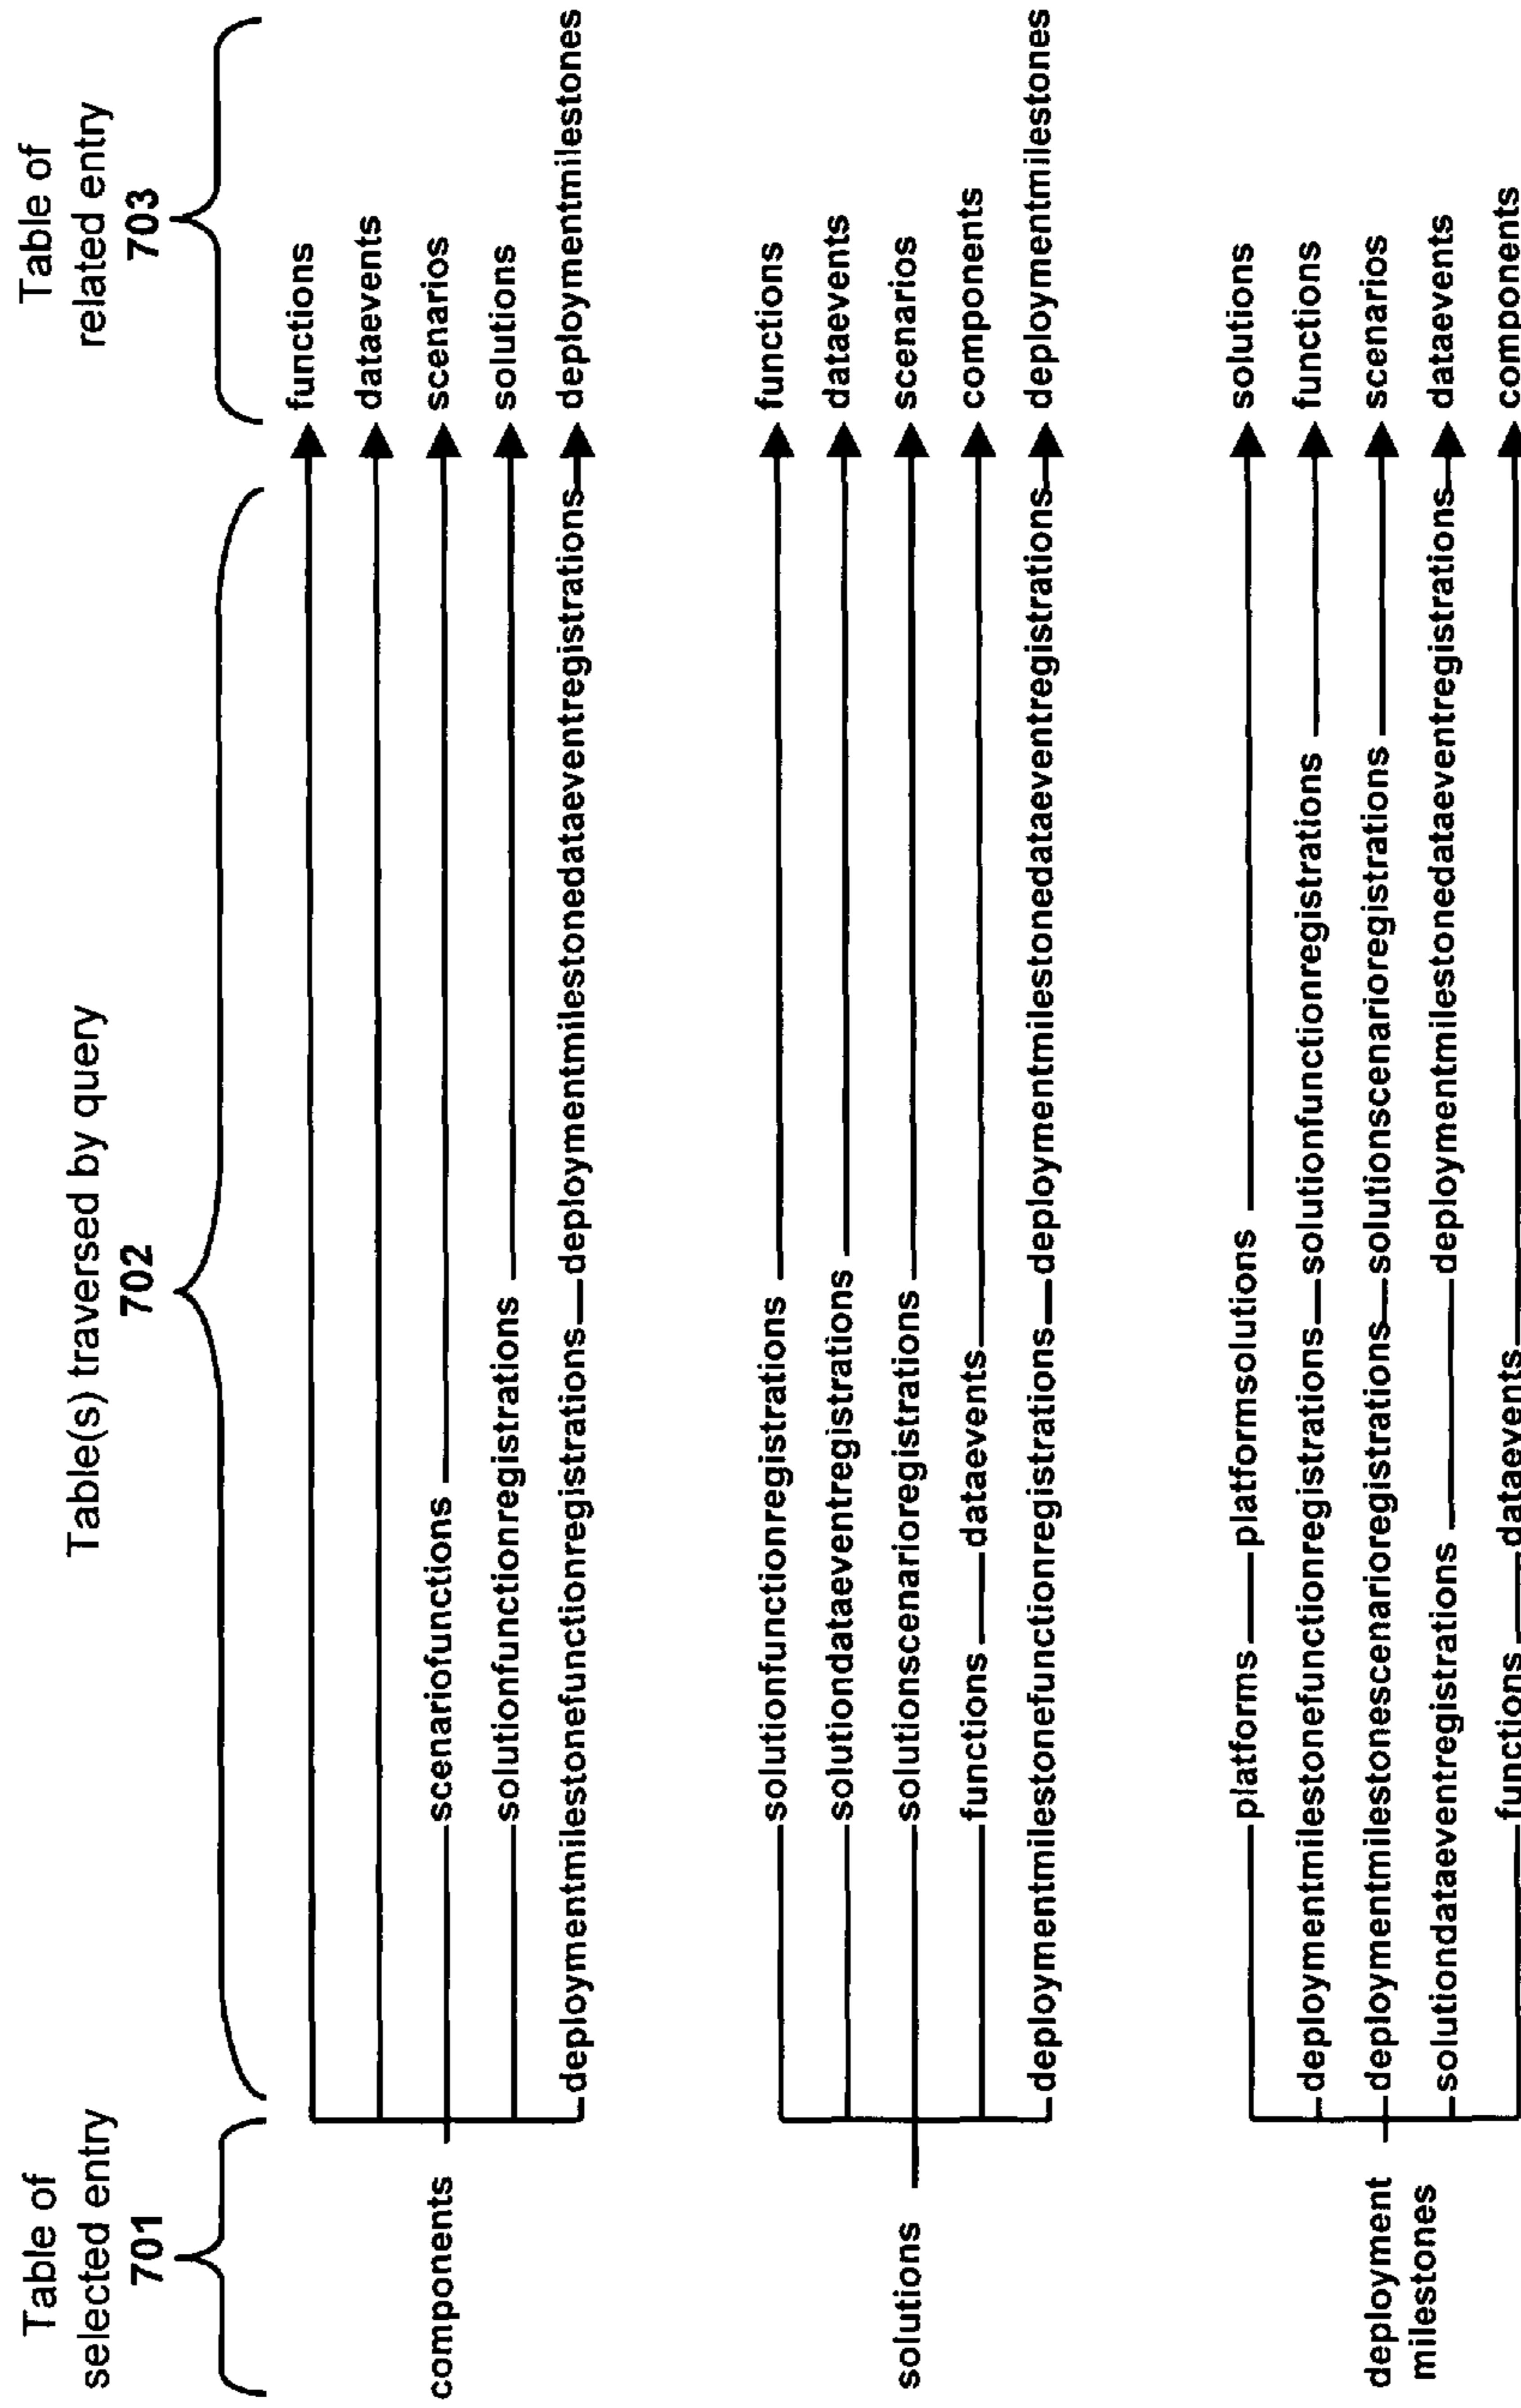 Table of
selected entry
701
Table(s) traversed by query
702
Table of
related entry
703
components
functions
dataevents
scenariofunctions scenarios
solutionfunctionregistrations solutions
deploymentmilestonefunctionregistrations deploymentmilestonedataeventregistrations deploymentmilestones
solutions
solutionfunctionregistrations functions
solutiondataeventregistrations dataevents
solutionscenarioregistrations scenarios
functions dataevents components
deploymentmilestonefunctionregistrations deploymentmilestonedataeventregistrations deploymentmilestones
deployment
milestones
platforms platformsolutions solutions
deploymentmilestonefunctionregistrations solutionfunctionregistrations functions
deploymentmilestonescenarioregistrations solutionscenarioregistrations scenarios
solutiondataeventregistrations deploymentmilestonedataeventregistrations dataevents
functions dataevents components